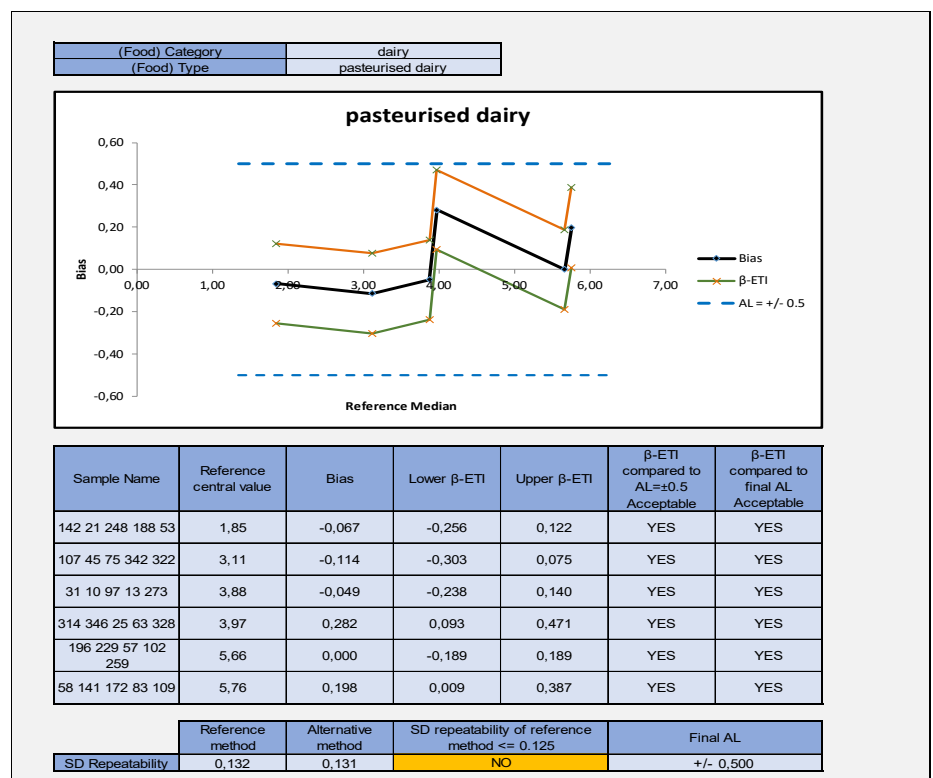 (Food) Category dairy
(Food) Type pasteurised dairy
pasteurised dairy
0,60
0,40
0,20
0,00
-0,20
-0,40
-0,60
0,00 1,00 2,00 3,00 4,00 5,00 6,00 7,00
Bias
Reference Median
Bias
β-ETI
AL = +/- 0.5
Sample Name Reference central value Bias Lower β-ETI Upper β-ETI β-ETI compared to AL=±0.5 Acceptable β-ETI compared to final AL Acceptable
142 21 248 188 53 1,85 -0,067 -0,256 0,122 YES YES
107 45 75 342 322 3,11 -0,114 -0,303 0,075 YES YES
31 10 97 13 273 3,88 -0,049 -0,238 0,140 YES YES
314 346 25 63 328 3,97 0,282 0,093 0,471 YES YES
196 229 57 102 259 5,66 0,000 -0,189 0,189 YES YES
58 141 172 83 109 5,76 0,198 0,009 0,387 YES YES
Reference method Alternative method SD repeatability of reference method <= 0.125 Final AL
SD Repeatability 0,132 0,131 NO +/- 0,500